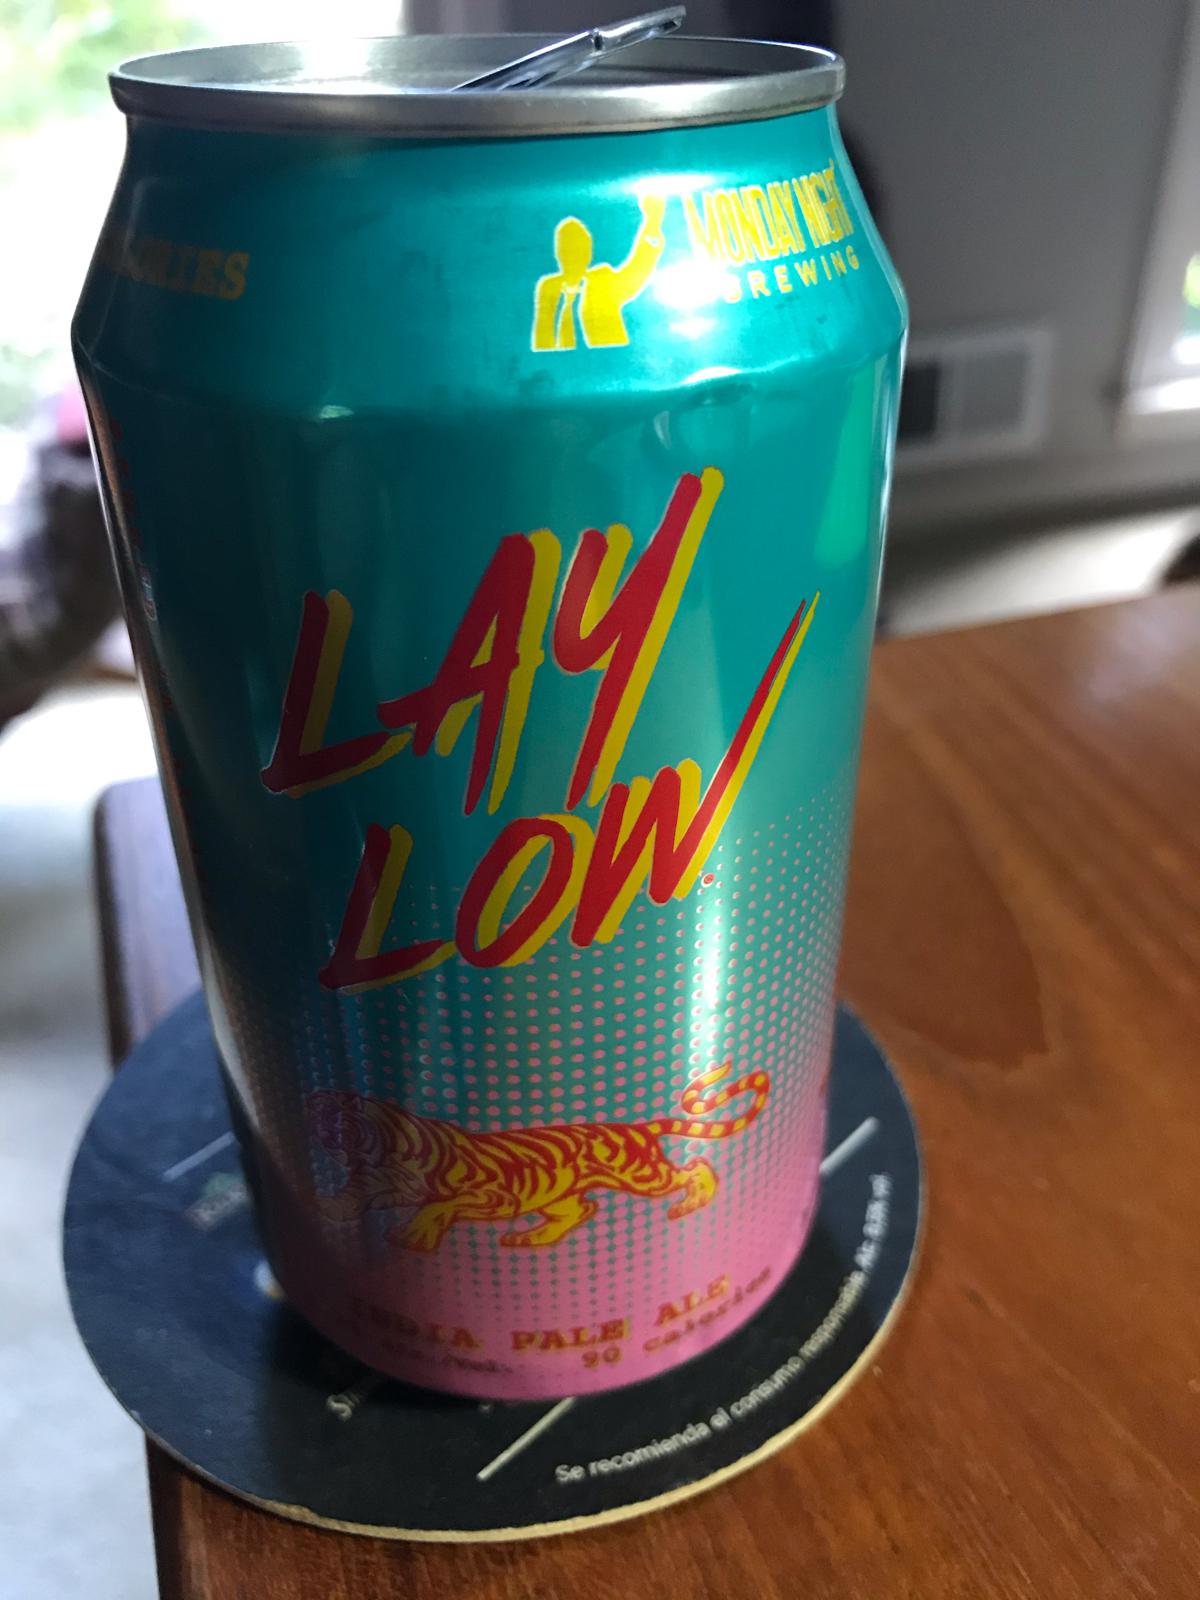 MONDAY NIGHT
BREWING
LAY
LOW
INDIA PALE ALE
90 calories
Se recomienda el consumo responsable.